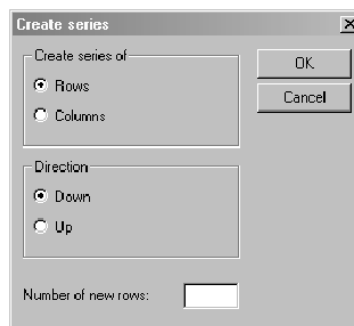 Create series
Create series of
Rows
Columns
OK
Cancel
Direction
Down
Up
Number of new rows: